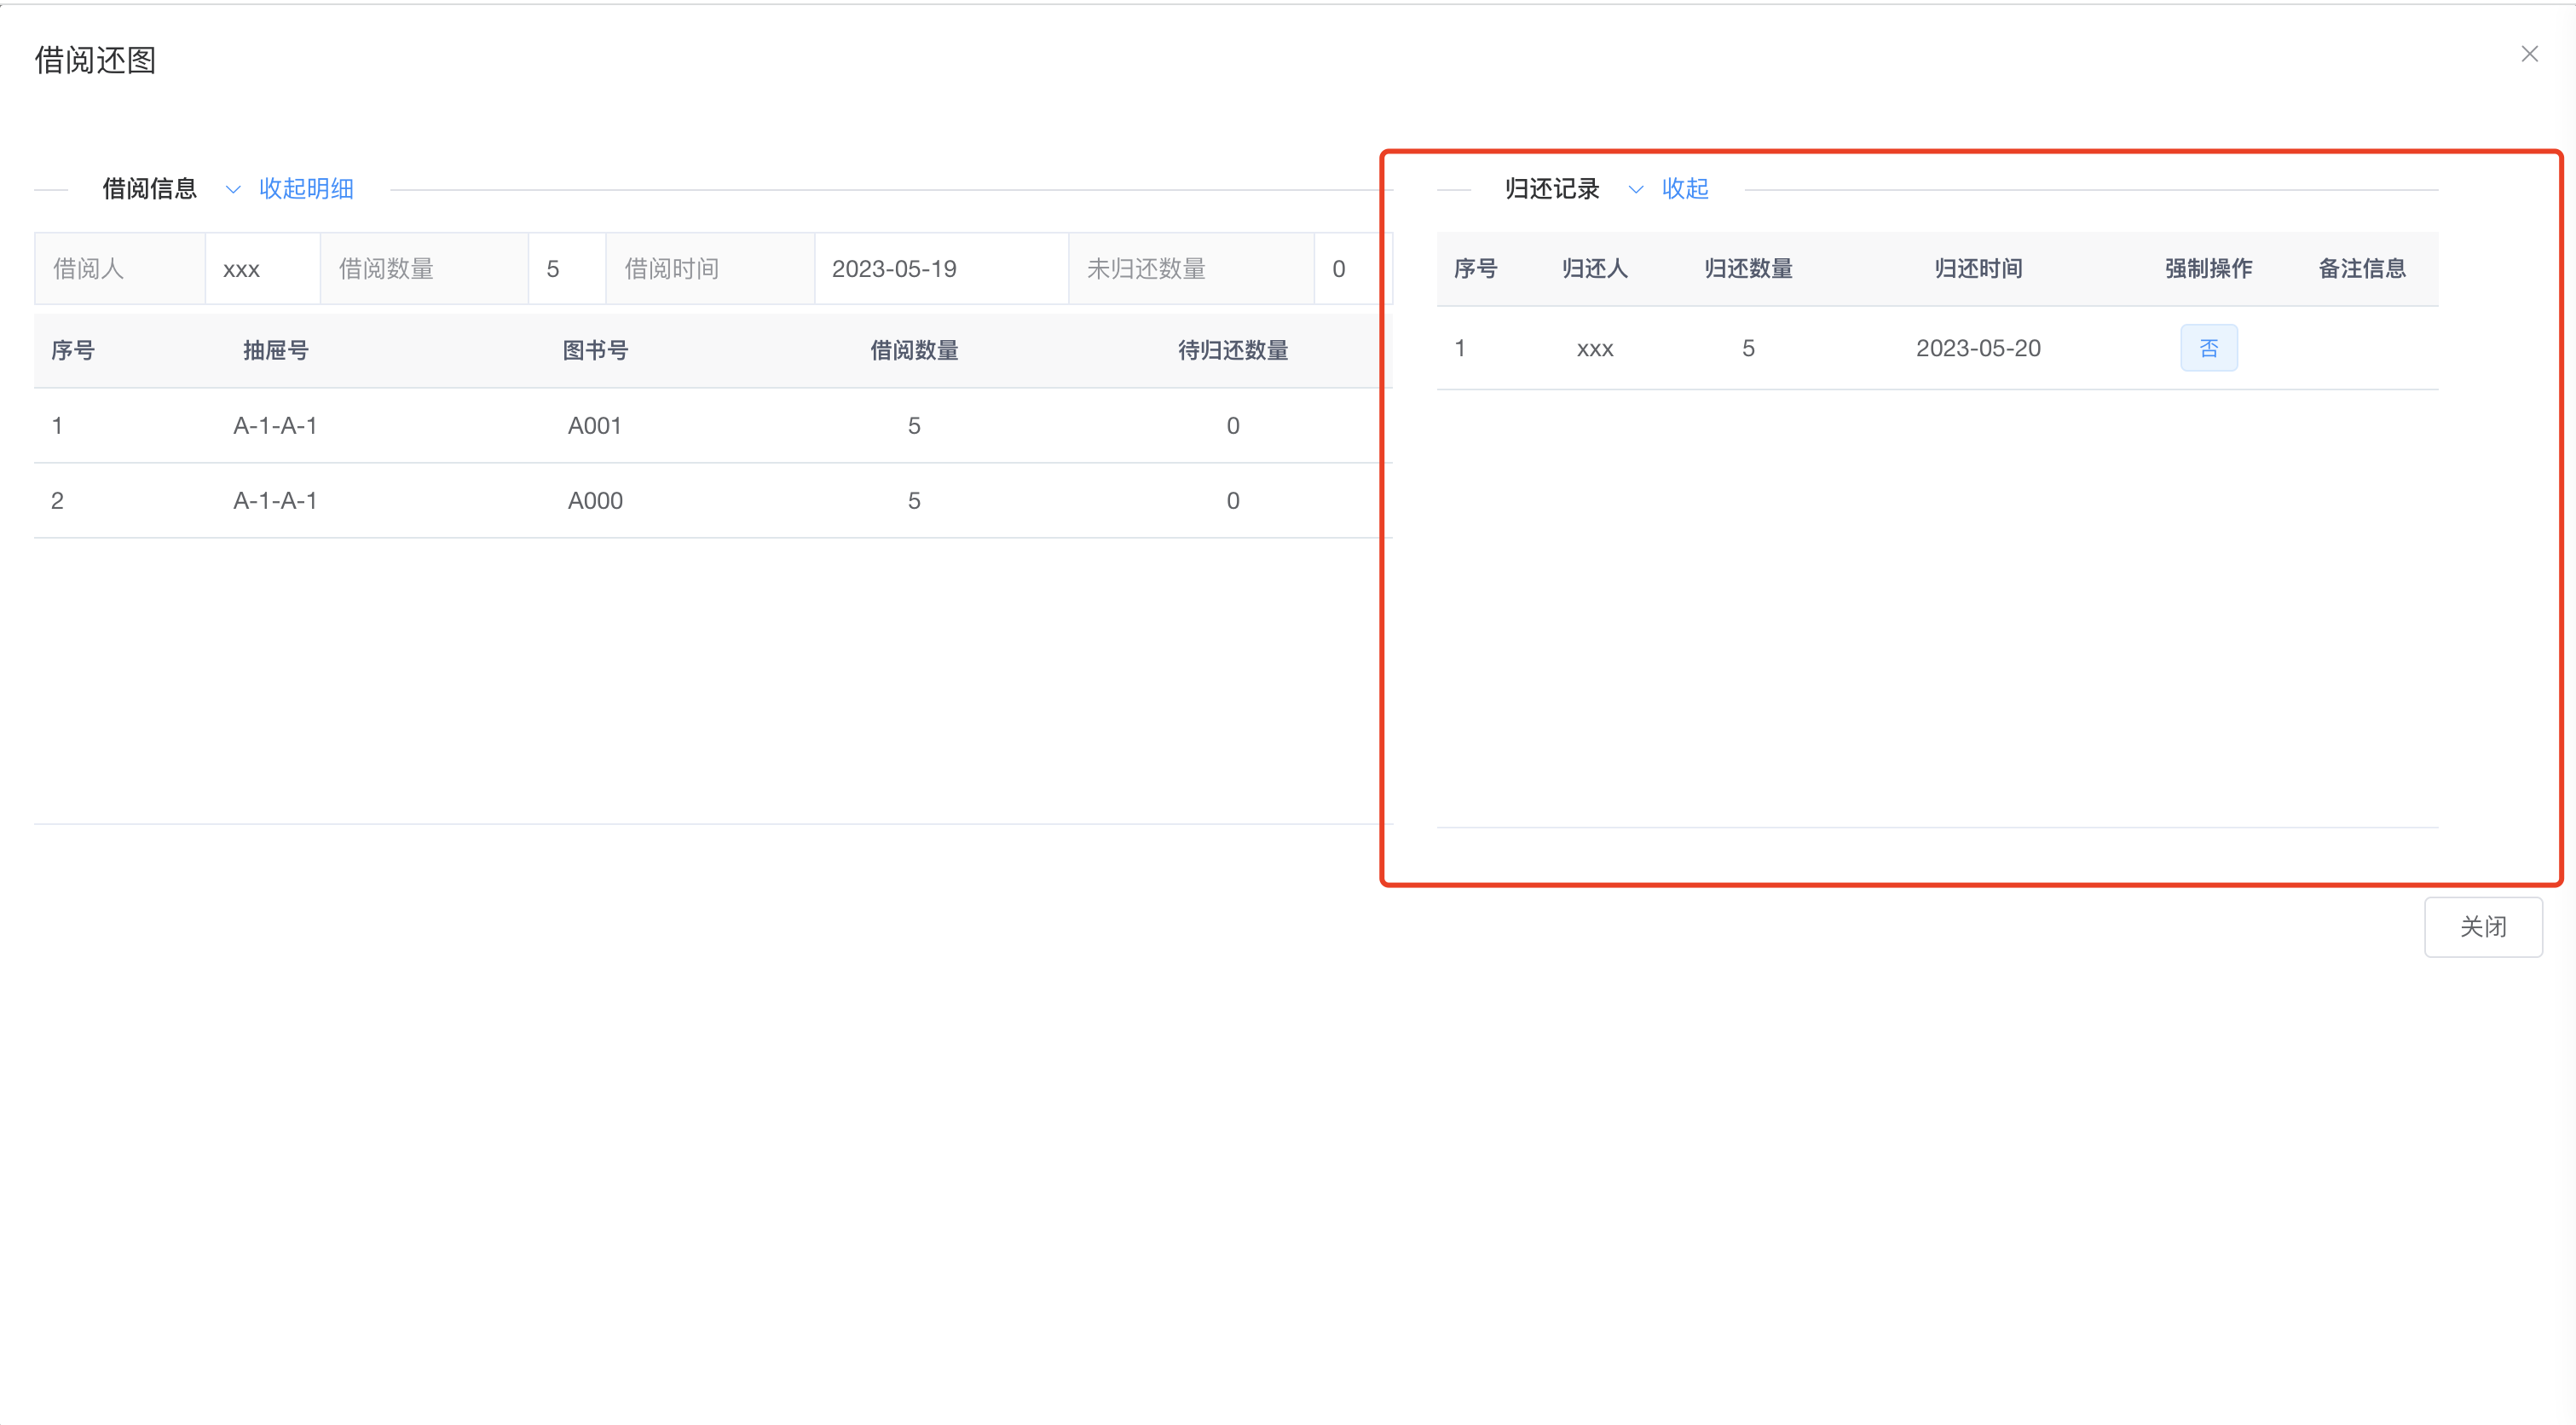 借阅还图
借阅信息 收起明细
借阅人 xxx 借阅数量 5 借阅时间 2023-05-19 未归还数量 0
序号 抽屉号 图书号 借阅数量 待归还数量
1 A-1-A-1 A001 5 0
2 A-1-A-1 A000 5 0
归还记录 收起
序号 归还人 归还数量 归还时间 强制操作 备注信息
1 xxx 5 2023-05-20 否
关闭